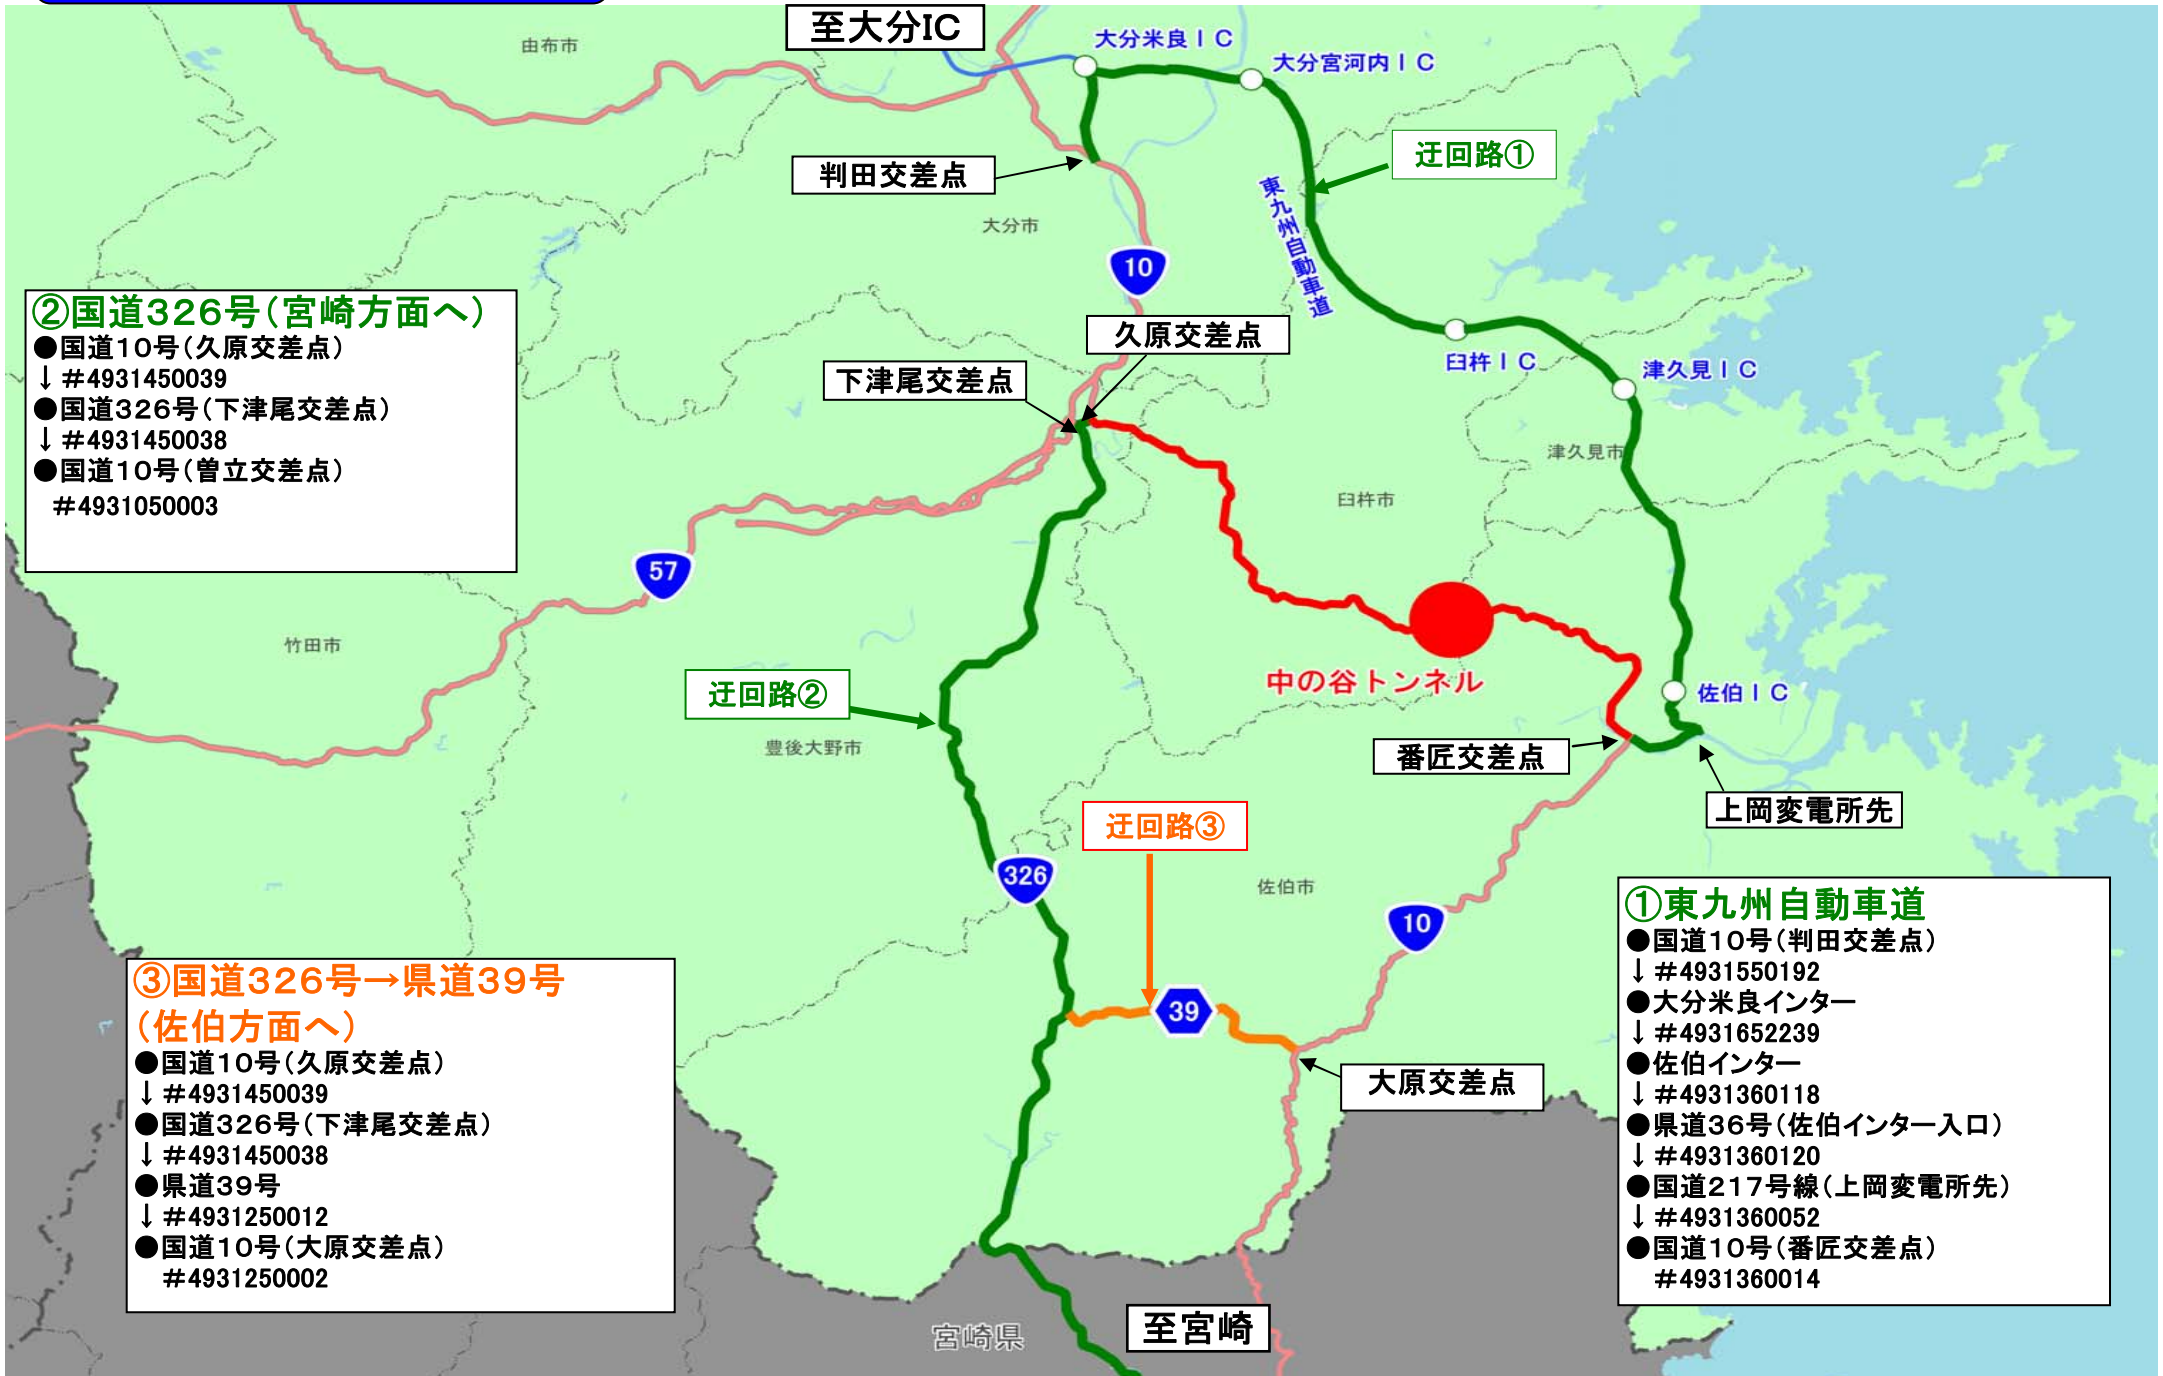 至大分IC
由布市
大分米良ＩＣ
大分宮河内ＩＣ
迂回路①
判田交差点
東九州自動車道
大分市
10
②国道326号（宮崎方面へ）
●国道10号（久原交差点）
↓ ＃4931450039
●国道326号（下津尾交差点）
↓ ＃4931450038
●国道10号（曽立交差点）
＃4931050003
久原交差点
下津尾交差点
臼杵ＩＣ
津久見ＩＣ
津久見市
臼杵市
57
竹田市
中の谷トンネル
迂回路②
佐伯ＩＣ
豊後大野市
番匠交差点
上岡変電所先
迂回路③
326
佐伯市
10
39
大原交差点
③国道326号→県道39号
（佐伯方面へ）
●国道10号（久原交差点）
↓ ＃4931450039
●国道326号（下津尾交差点）
↓ ＃4931450038
●県道39号
↓ ＃4931250012
●国道10号（大原交差点）
＃4931250002
①東九州自動車道
●国道10号（判田交差点）
↓ ＃4931550192
●大分米良インター
↓ ＃4931652239
●佐伯インター
↓ ＃4931360118
●県道36号（佐伯インター入口）
↓ ＃4931360120
●国道217号線（上岡変電所先）
↓ ＃4931360052
●国道10号（番匠交差点）
＃4931360014
至宮崎
宮崎県